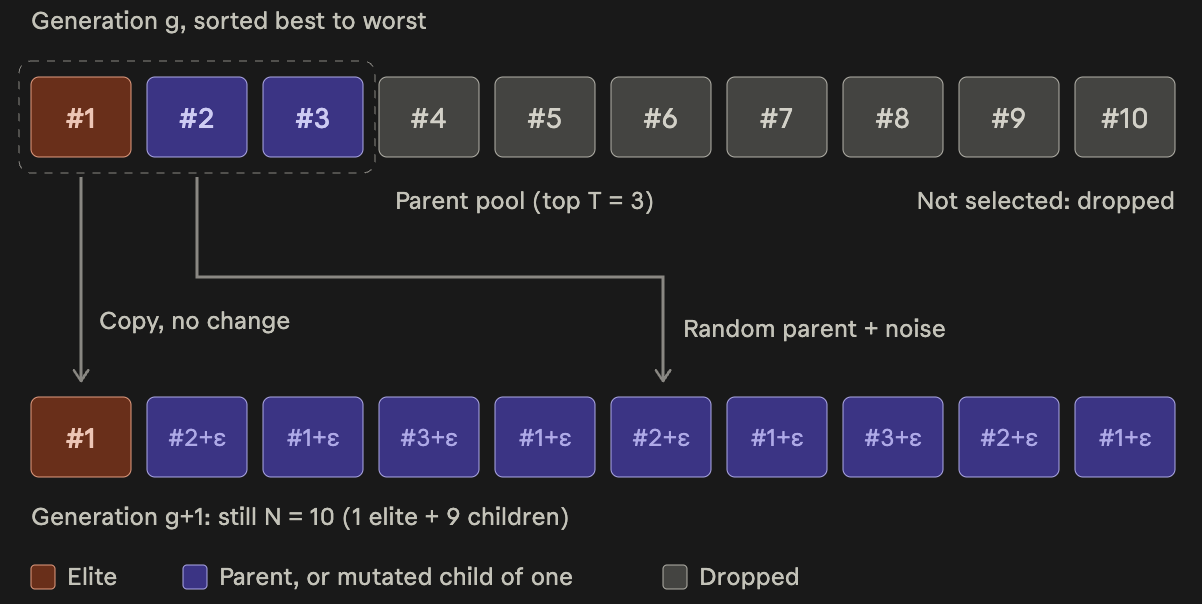 Generation g, sorted best to worst
#1 #2 #3 #4 #5 #6 #7 #8 #9 #10
Parent pool (top T = 3) Not selected: dropped
Copy, no change
Random parent + noise
#1 #2+ε #1+ε #3+ε #1+ε #2+ε #1+ε #3+ε #2+ε #1+ε
Generation g+1: still N = 10 (1 elite + 9 children)
Elite Parent, or mutated child of one Dropped